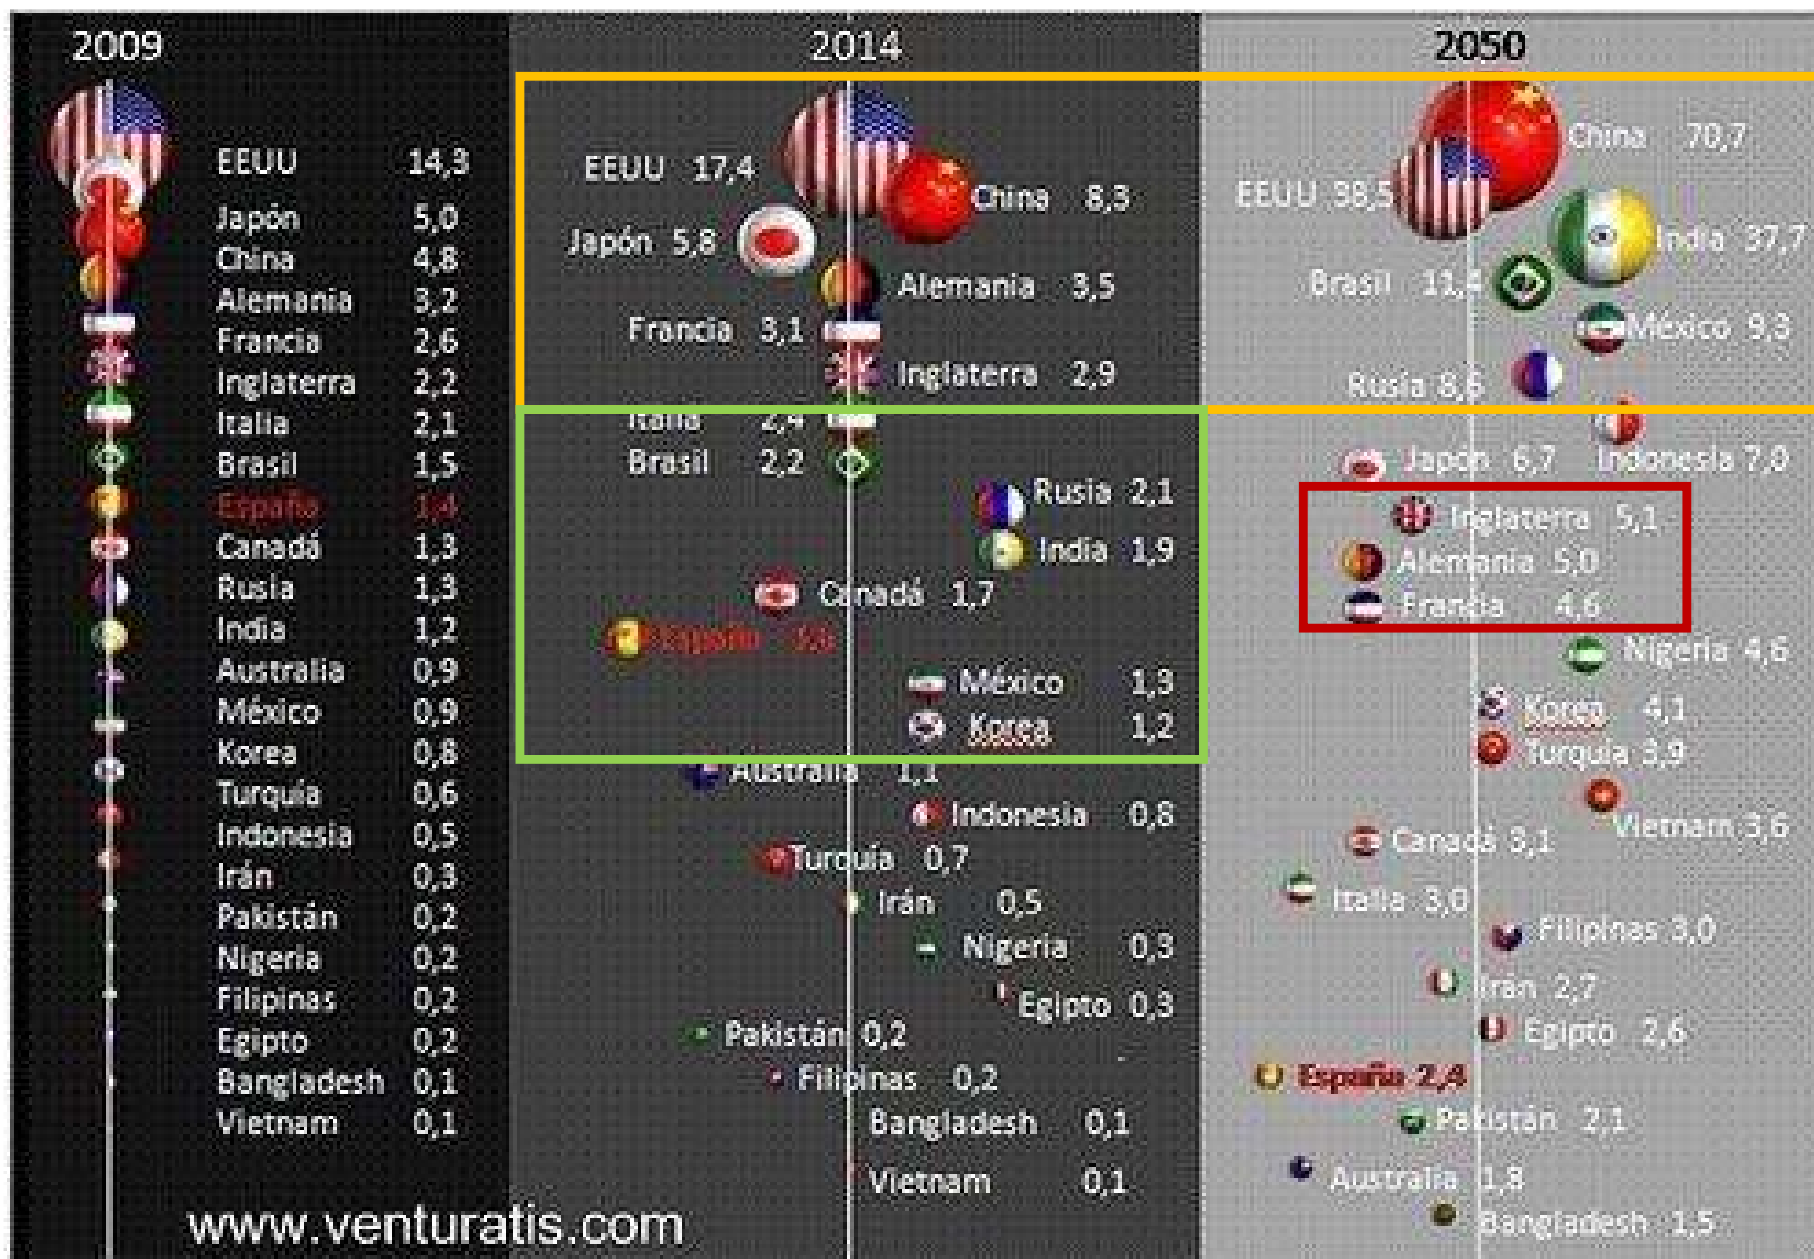 2009
EEUU 14,3
Japón 5,0
China 4,8
Alemania 3,2
Francia 2,6
Inglaterra 2,2
Italia 2,1
Brasil 1,5
España 1,4
Canadá 1,3
Rusia 1,3
India 1,2
Australia 0,9
México 0,9
Korea 0,8
Turquía 0,6
Indonesia 0,5
Irán 0,3
Pakistán 0,2
Nigeria 0,2
Filipinas 0,2
Egipto 0,2
Bangladesh 0,1
Vietnam 0,1
www.venturatis.com
2014
EEUU 17,4
China 8,3
Japón 5,8
Alemania 3,5
Francia 3,1
Inglaterra 2,9
Italia 2,4
Brasil 2,2
Rusia 2,1
India 1,9
Canadá 1,7
España
México 1,3
Korea 1,2
Australia 1,1
Indonesia 0,8
Turquía 0,7
Irán 0,5
Nigeria 0,3
Egipto 0,3
Pakistán 0,2
Filipinas 0,2
Bangladesh 0,1
Vietnam 0,1
2050
China 70,7
EEUU 38,5
India 37,7
Brasil 11,4
México 9,3
Rusia
Indonesia 7,0
Japón 6,7
Inglaterra 5,1
Alemania 5,0
Francia 4,6
Nigeria 4,6
Korea 4,1
Turquía 3,9
Vietnam 3,6
Canadá 3,1
Italia 3,0
Filipinas 3,0
Irán 2,7
Egipto 2,6
España 2,4
Pakistán 2,1
Australia 1,8
Bangladesh 1,5